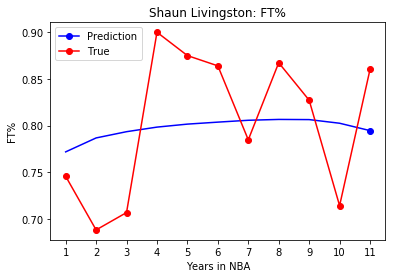 Shaun Livingston: FT%
Prediction
True
0.90
0.85
0.80
0.75
0.70
FT%
1 2 3 4 5 6 7 8 9 10 11
Years in NBA